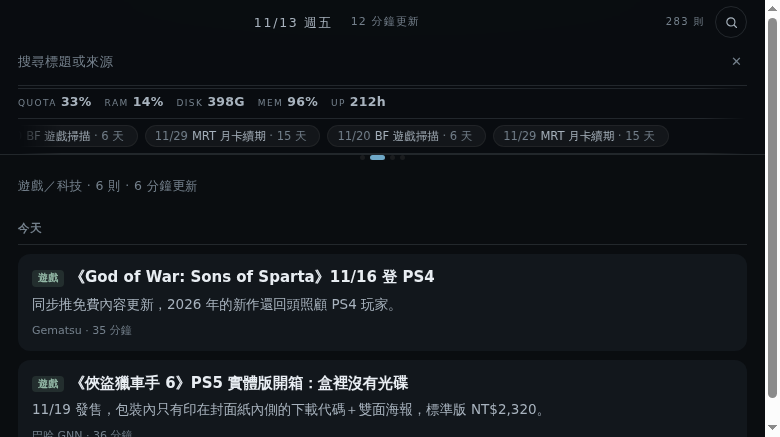 11/13 週五 12 分鐘更新 283 則
搜尋標題或來源 ×
QUOTA 33% RAM 14% DISK 398G MEM 96% UP 212h
BF 遊戲掃描 · 6 天 11/29 MRT 月卡續期 · 15 天 11/20 BF 遊戲掃描 · 6 天 11/29 MRT 月卡續期 · 15 天
遊戲／科技 · 6 則 · 6 分鐘更新
今天
遊戲 《God of War: Sons of Sparta》11/16 登 PS4
同步推免費內容更新，2026 年的新作還回頭照顧 PS4 玩家。
Gematsu · 35 分鐘
遊戲 《俠盜獵車手 6》PS5 實體版開箱：盒裡沒有光碟
11/19 發售，包裝內只有印在封面紙內側的下載代碼＋雙面海報，標準版 NT$2,320。
巴哈 GNN · 36 分鐘